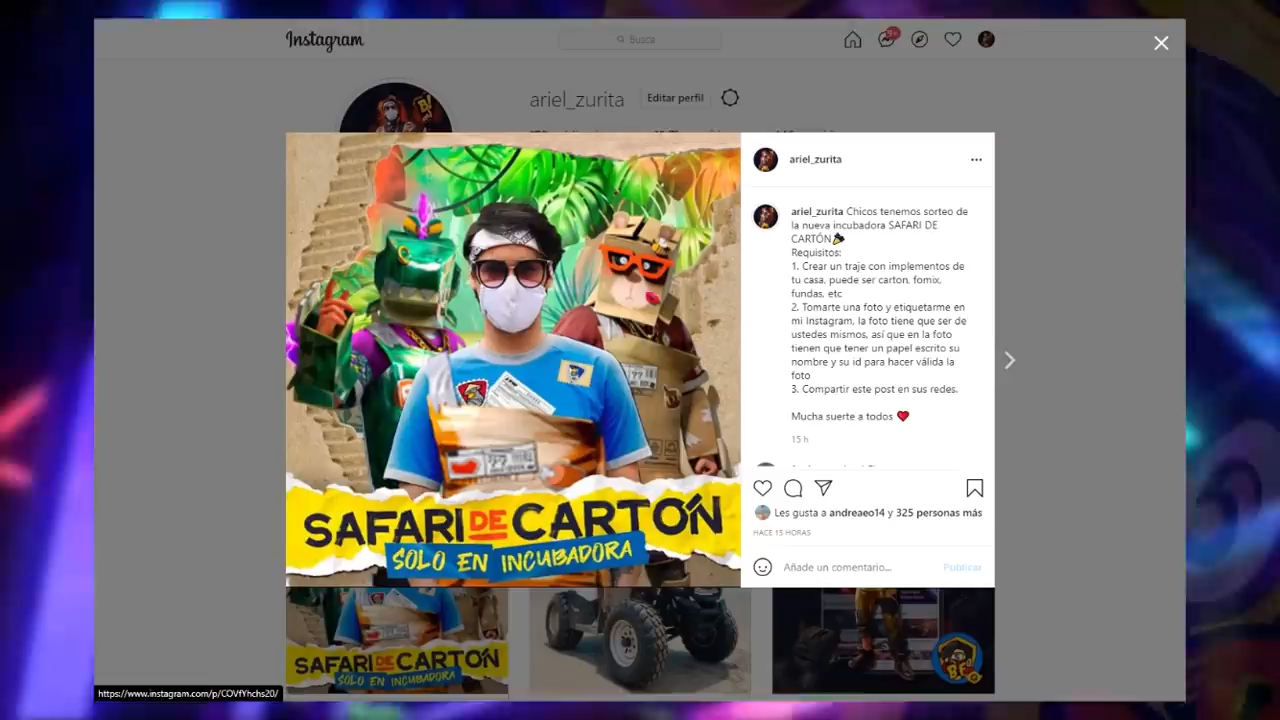 Instagram
Busca
9+
ariel_zurita
Editar perfil
ariel_zurita
ariel_zurita Chicos tenemos sorteo de
la nueva incubadora SAFARI DE
CARTÓN
Requisitos:
1. Crear un traje con implementos de
tu casa, puede ser carton, fomix,
fundas, etc
2. Tomarte una foto y etiquetarme en
mi Instagram, la foto tiene que ser de
ustedes mismos, así que en la foto
tienen que tener un papel escrito su
nombre y su id para hacer válida la
foto
3. Compartir este post en sus redes.
Mucha suerte a todos
15 h
Les gusta a andreaeo14 y 325 personas más
HACE 15 HORAS
Añade un comentario...
Publicar
??
???
SAFARI DE CARTÓN
SÓLO EN INCUBADORA
SAFARI DE CARTÓN
SÓLO EN INCUBADORA
https://www.instagram.com/p/COVfYhchs20/